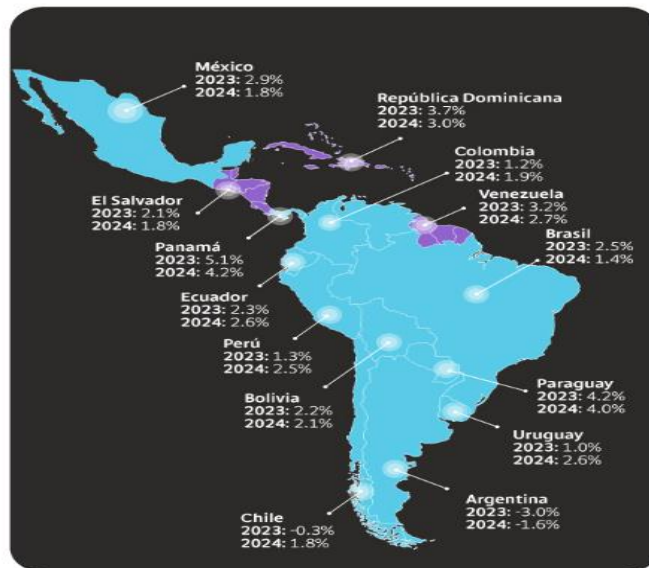 México
2023: 2.9%
2024: 1.8%
República Dominicana
2023: 3.7%
2024: 3.0%
Colombia
2023: 1.2%
2024: 1.9%
El Salvador
2023: 2.1%
2024: 1.8%
Venezuela
2023: 3.2%
2024: 2.7%
Brasil
2023: 2.5%
2024: 1.4%
Panamá
2023: 5.1%
2024: 4.2%
Ecuador
2023: 2.3%
2024: 2.6%
Perú
2023: 1.3%
2024: 2.5%
Bolivia
2023: 2.2%
2024: 2.1%
Paraguay
2023: 4.2%
2024: 4.0%
Uruguay
2023: 1.0%
2024: 2.6%
Argentina
2023: -3.0%
2024: -1.6%
Chile
2023: -0.3%
2024: 1.8%